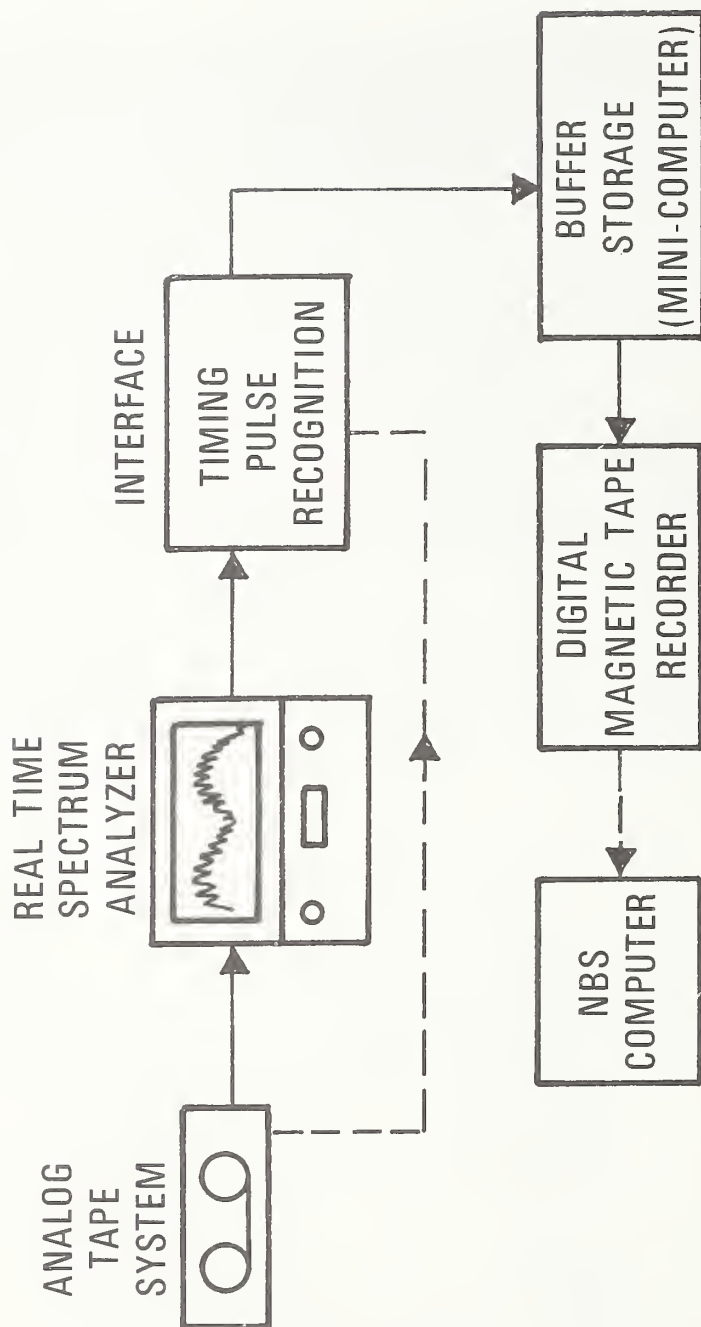 ANALOG
TAPE
SYSTEM
REAL TIME
SPECTRUM
ANALYZER
INTERFACE
TIMING
PULSE
RECOGNITION
BUFFER
STORAGE
(MINI-COMPUTER)
DIGITAL
MAGNETIC TAPE
RECORDER
NBS
COMPUTER